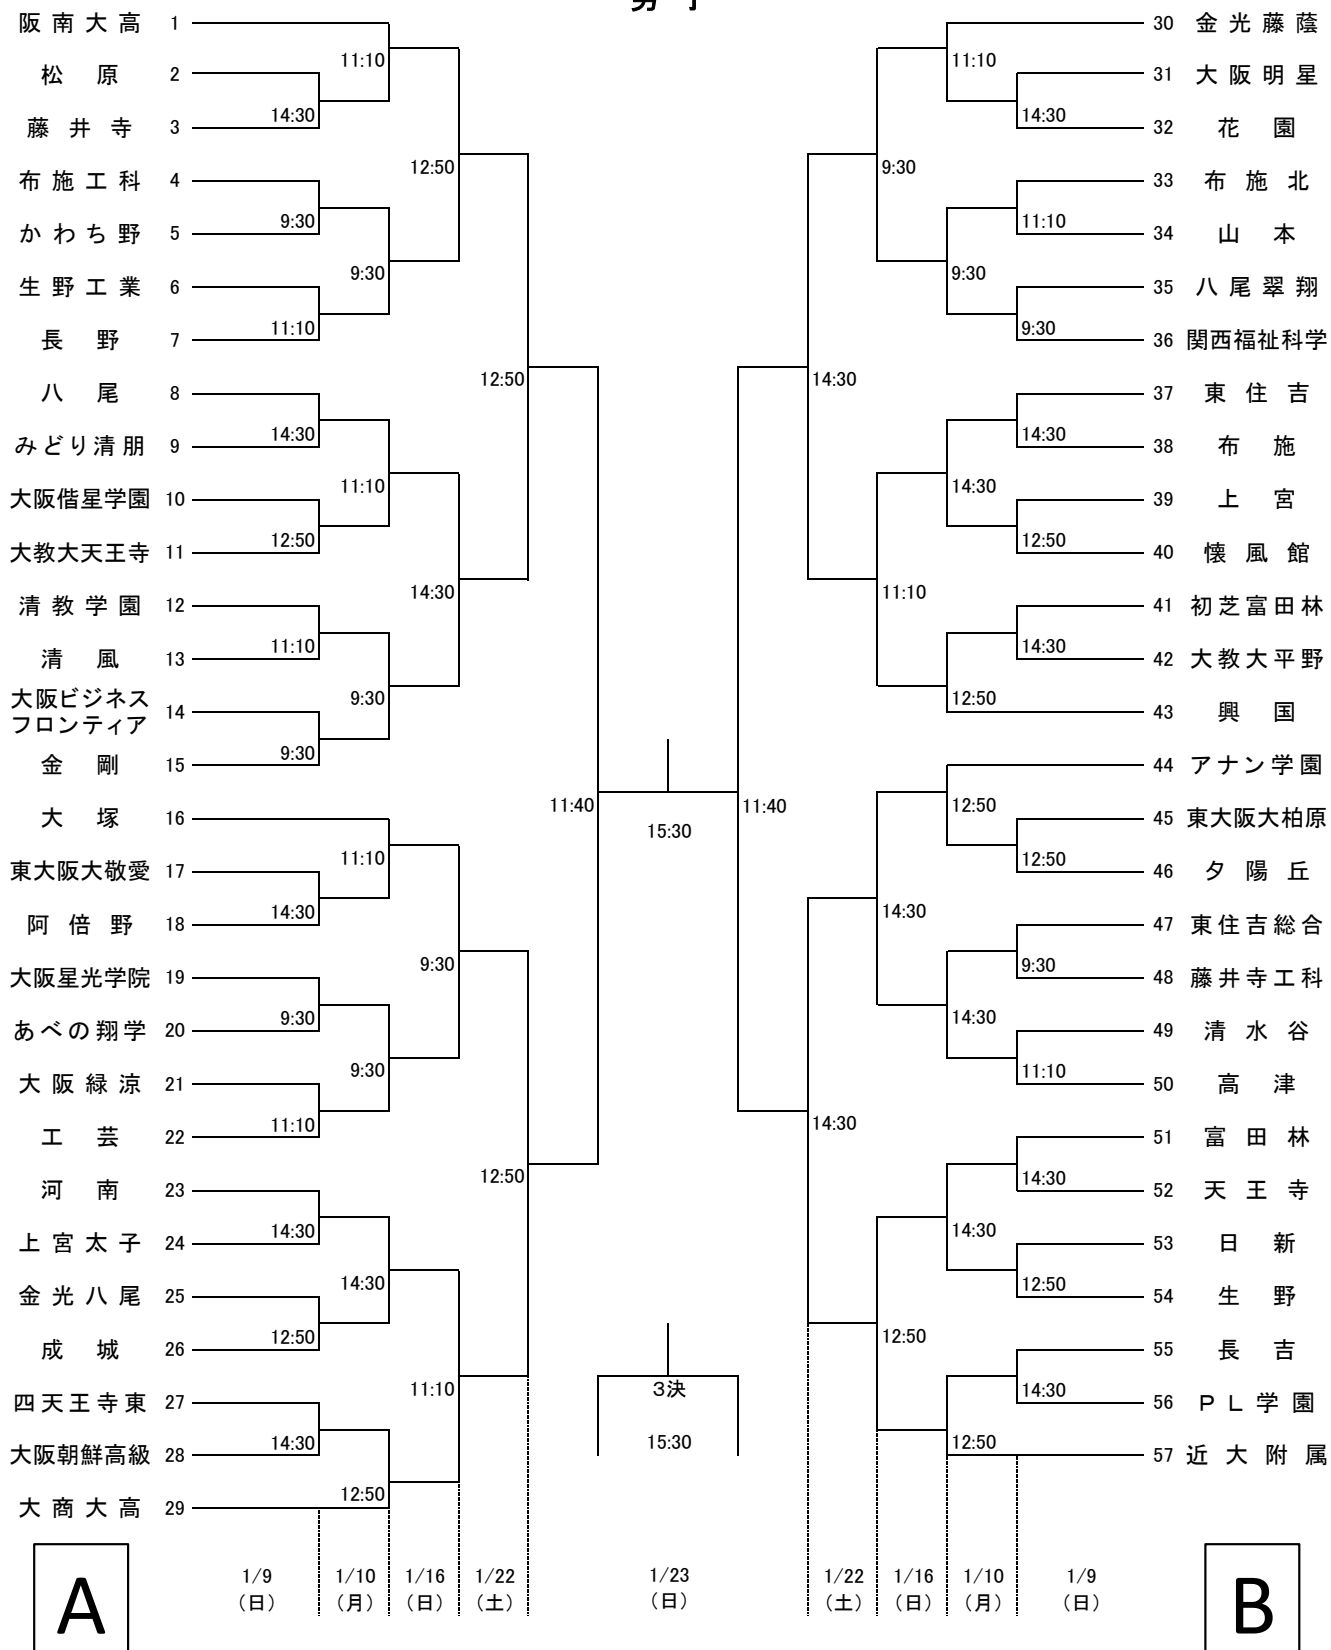 男子
阪南大高 1
松原 2
藤井寺 3
布施工科 4
かわち野 5
生野工業 6
長野 7
八尾 8
みどり清朋 9
大阪偕星学園 10
大教大天王寺 11
清教学園 12
清風 13
大阪ビジネス
フロンティア 14
金剛 15
大塚 16
東大阪大敬愛 17
阿倍野 18
大阪星光学院 19
あべの翔学 20
大阪緑涼 21
工芸 22
河南 23
上宮太子 24
金光八尾 25
成城 26
四天王寺東 27
大阪朝鮮高級 28
大商大高 29
14:30
9:30
11:10
14:30
12:50
11:10
9:30
14:30
9:30
11:10
14:30
12:50
14:30
11:10
9:30
11:10
9:30
11:10
9:30
14:30
12:50
12:50
14:30
9:30
11:10
12:50
12:50
11:40
15:30
3決
15:30
11:40
14:30
14:30
9:30
11:10
14:30
12:50
11:10
9:30
14:30
12:50
12:50
14:30
14:30
12:50
14:30
11:10
9:30
14:30
12:50
14:30
12:50
9:30
11:10
14:30
12:50
14:30
30 金光藤蔭
31 大阪明星
32 花園
33 布施北
34 山本
35 八尾翠翔
36 関西福祉科学
37 東住吉
38 布施
39 上宮
40 懐風館
41 初芝富田林
42 大教大平野
43 興国
44 アナン学園
45 東大阪大柏原
46 夕陽丘
47 東住吉総合
48 藤井寺工科
49 清水谷
50 高津
51 富田林
52 天王寺
53 日新
54 生野
55 長吉
56 ＰＬ学園
57 近大附属
A
1/9 1/10 1/16 1/22 1/23 1/22 1/16 1/10 1/9
(日) (月) (日) (土) (日) (土) (日) (月) (日)
B